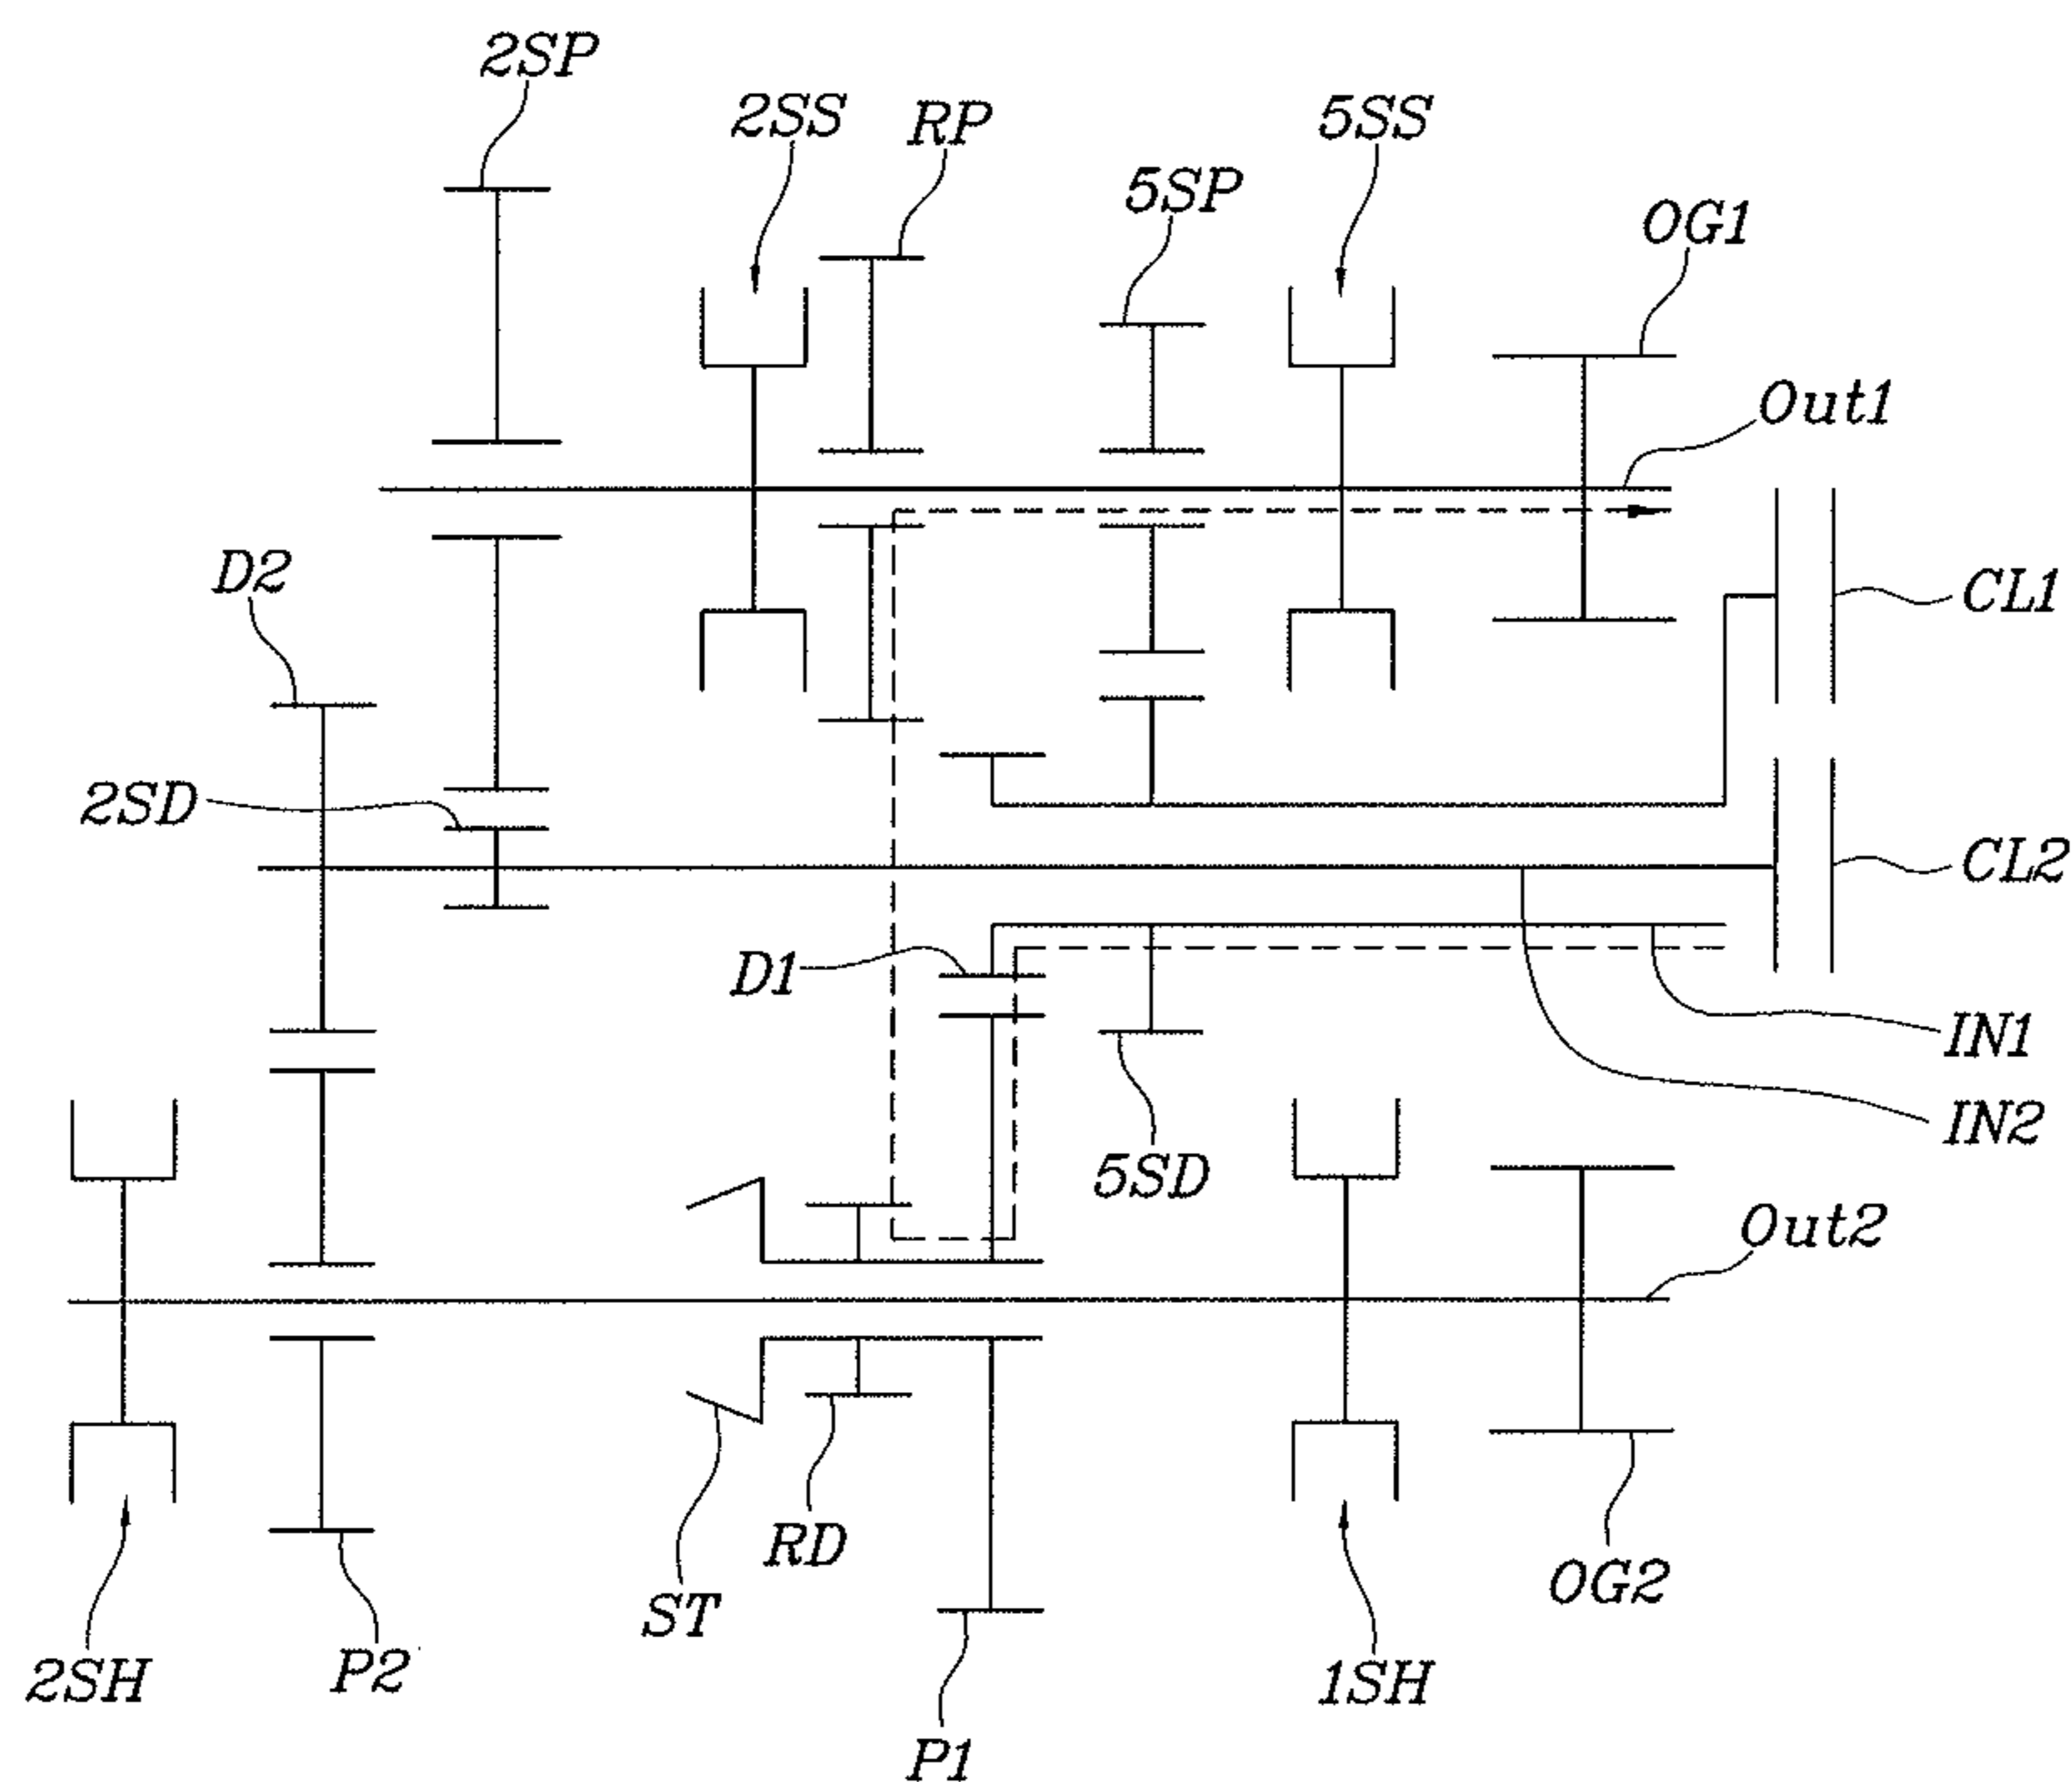 2SP
2SS
RP
5SS
5SP
OG1
Out1
D2
CL1
2SD
CL2
D1
IN1
IN2
5SD
Out2
RD
OG2
ST
2SH
P2
1SH
P1